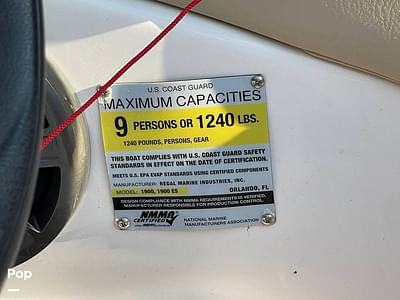 U.S. COAST GUARD
MAXIMUM CAPACITIES
9 PERSONS OR 1240 LBS.
1240 POUNDS, PERSONS, GEAR
THIS BOAT COMPLIES WITH U.S. COAST GUARD SAFETY
STANDARDS IN EFFECT ON THE DATE OF CERTIFICATION.
MEETS U.S. EPA EVAP STANDARDS USING CERTIFIED COMPONENTS
MANUFACTURER: REGAL MARINE INDUSTRIES, INC.
MODEL: 1900, 1900 ES ORLANDO, FL
DESIGN COMPLIANCE WITH NMMA REQUIREMENTS IS VERIFIED.
MANUFACTURER RESPONSIBLE FOR PRODUCTION CONTROL.
NMMA
CERTIFIED
NATIONAL MARINE
MANUFACTURERS ASSOCIATION
Pop